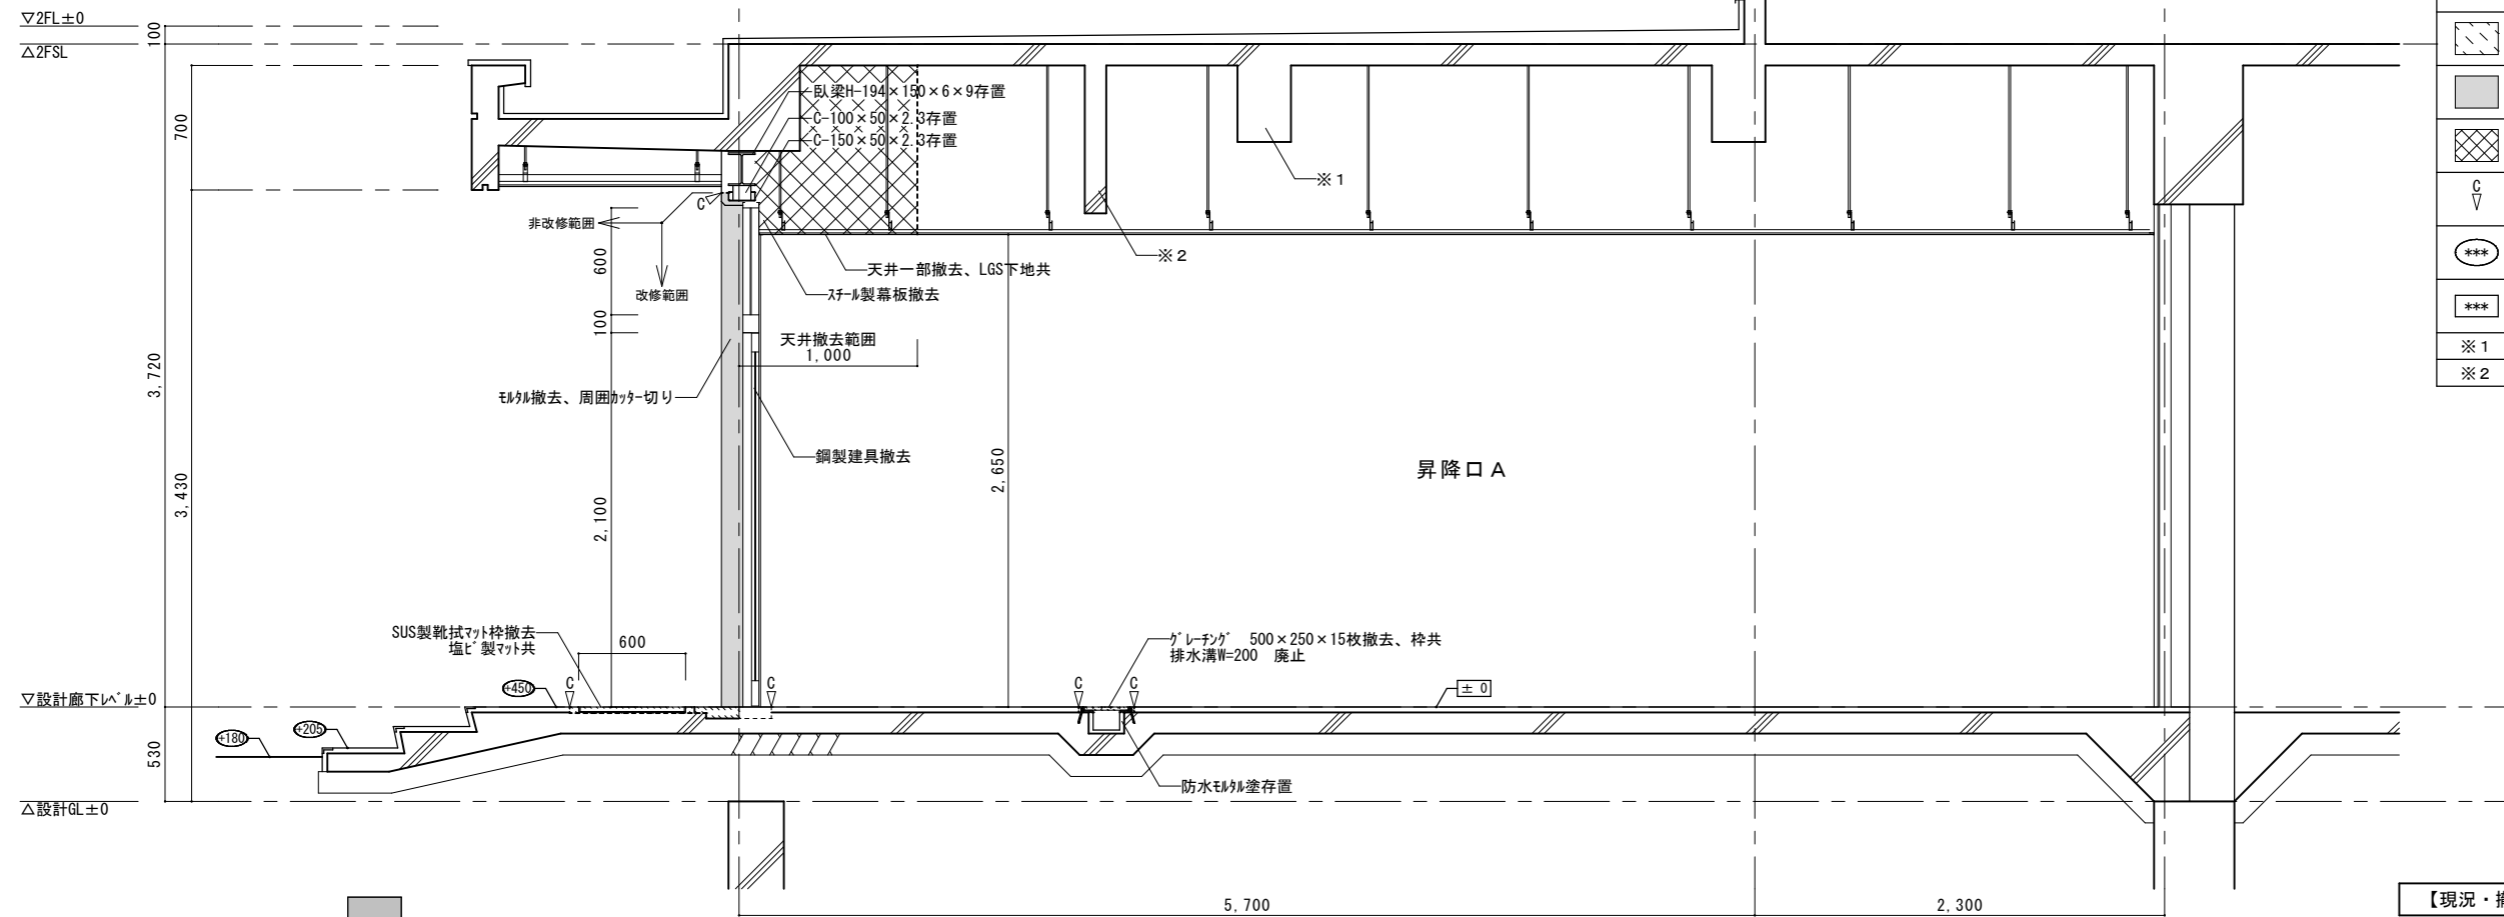 ▽2FL±0
100
△2FSL
700
臥梁H-194×150×6×9存置
C-100×50×2.3存置
C-150×50×2.3存置
※1
C
※2
C
非改修範囲
改修範囲
600
100
天井一部撤去、LGS下地共
ｽﾁｰﾙ製幕板撤去
天井撤去範囲
1,000
***
***
※1
※2
3,720
3,430
ﾓﾙﾀﾙ撤去、周囲ｶｯﾀｰ切り
鋼製建具撤去
2,100
2,650
昇降口A
SUS製靴拭ﾏｯﾄ枠撤去
塩ﾋﾞ製ﾏｯﾄ共
600
ｸﾞﾚｰﾁﾝｸﾞ 500×250×15枚撤去、枠共
排水溝W=200 廃止
▽設計廊下ﾚﾍﾞﾙ±0
+450
C
C
C
C
±0
+205
+180
530
防水ﾓﾙﾀﾙ塗存置
△設計GL±0
5,700
2,300
【現況・撤